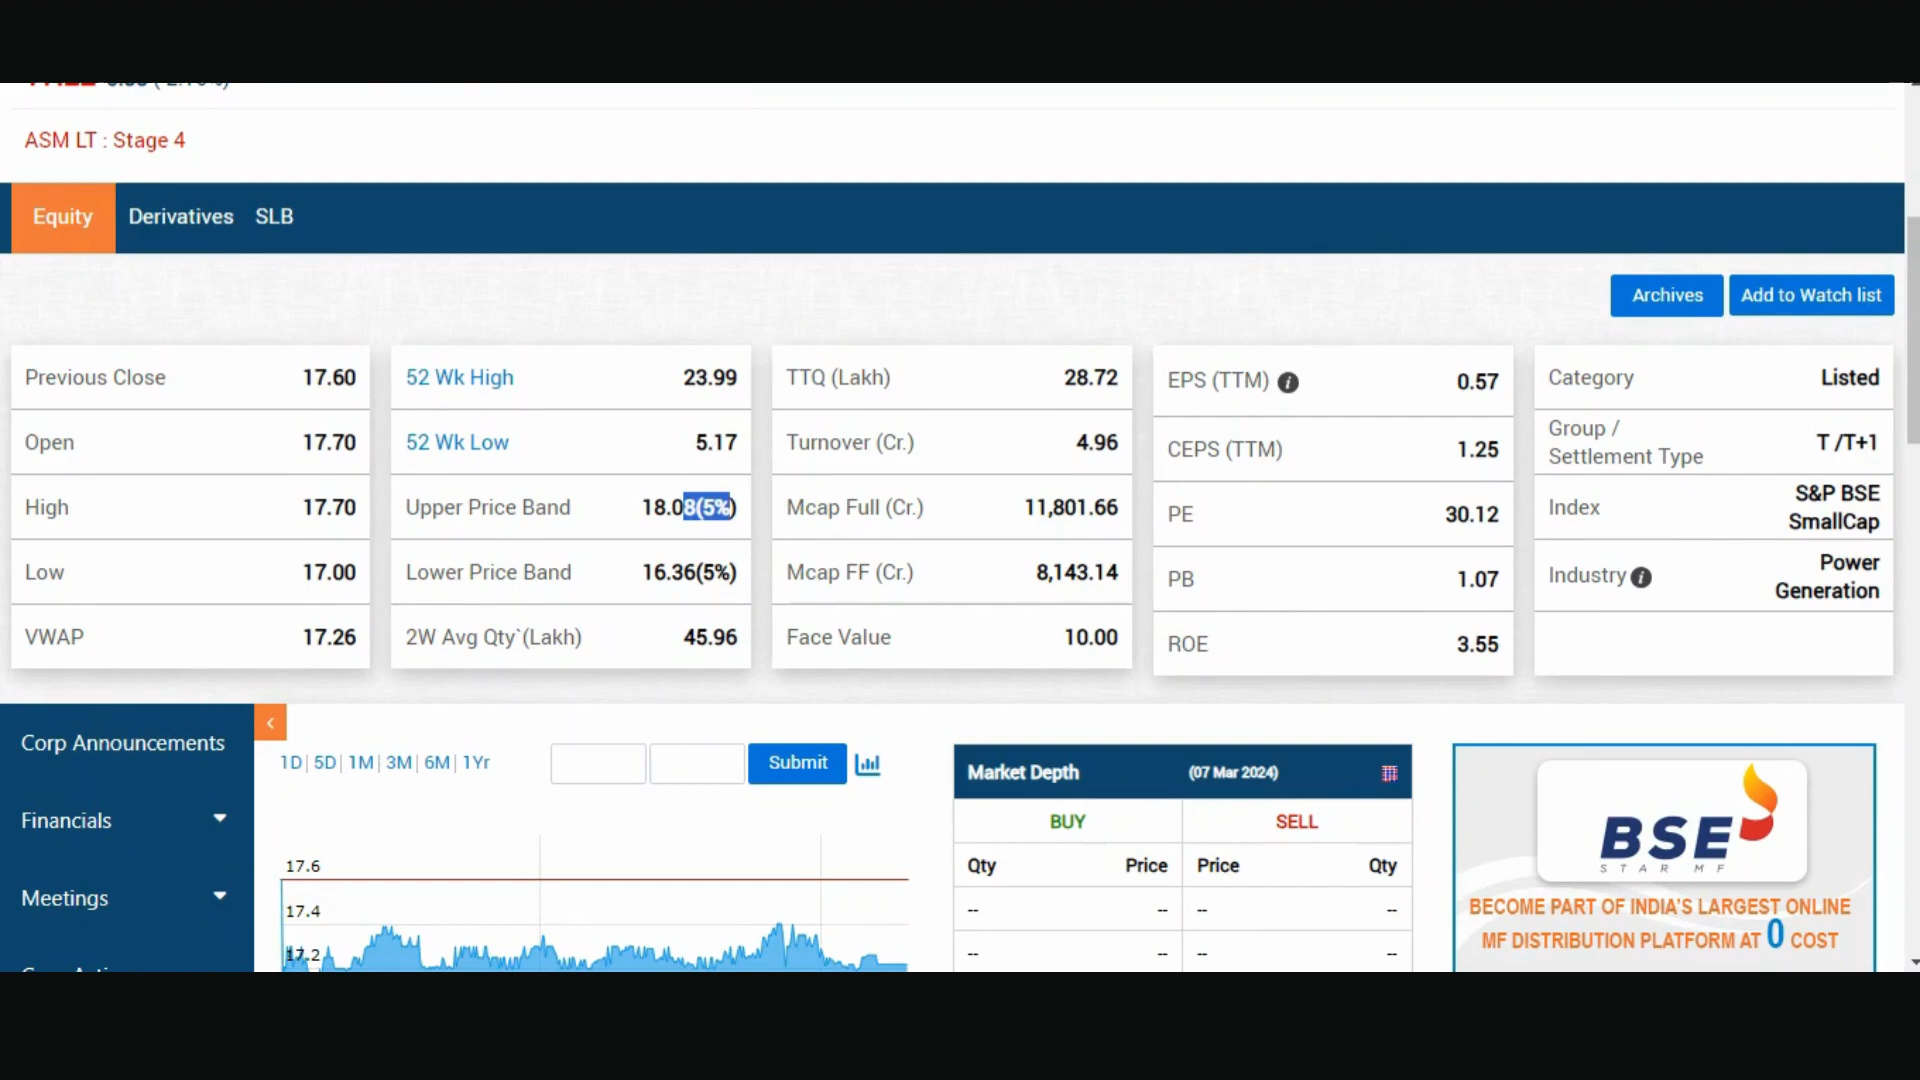 ASM LT : Stage 4
Equity Derivatives SLB
Archives Add to Watch list
Previous Close 17.60
Open 17.70
High 17.70
Low 17.00
VWAP 17.26
52 Wk High 23.99
52 Wk Low 5.17
Upper Price Band 18.08(5%)
Lower Price Band 16.36(5%)
2W Avg Qty`(Lakh) 45.96
TTQ (Lakh) 28.72
Turnover (Cr.) 4.96
Mcap Full (Cr.) 11,801.66
Mcap FF (Cr.) 8,143.14
Face Value 10.00
EPS (TTM) i 0.57
CEPS (TTM) 1.25
PE 30.12
PB 1.07
ROE 3.55
Category Listed
Group /
Settlement Type T /T+1
Index S&P BSE
SmallCap
Industry i Power
Generation
Corp Announcements
Financials
Meetings
1D| 5D| 1M| 3M| 6M| 1Yr Submit
17.6
17.4
17.2
Market Depth (07 Mar 2024)
BUY SELL
Qty Price Price Qty
-- -- -- --
-- -- -- --
BSE
STAR MF
BECOME PART OF INDIA'S LARGEST ONLINE
MF DISTRIBUTION PLATFORM AT 0 COST